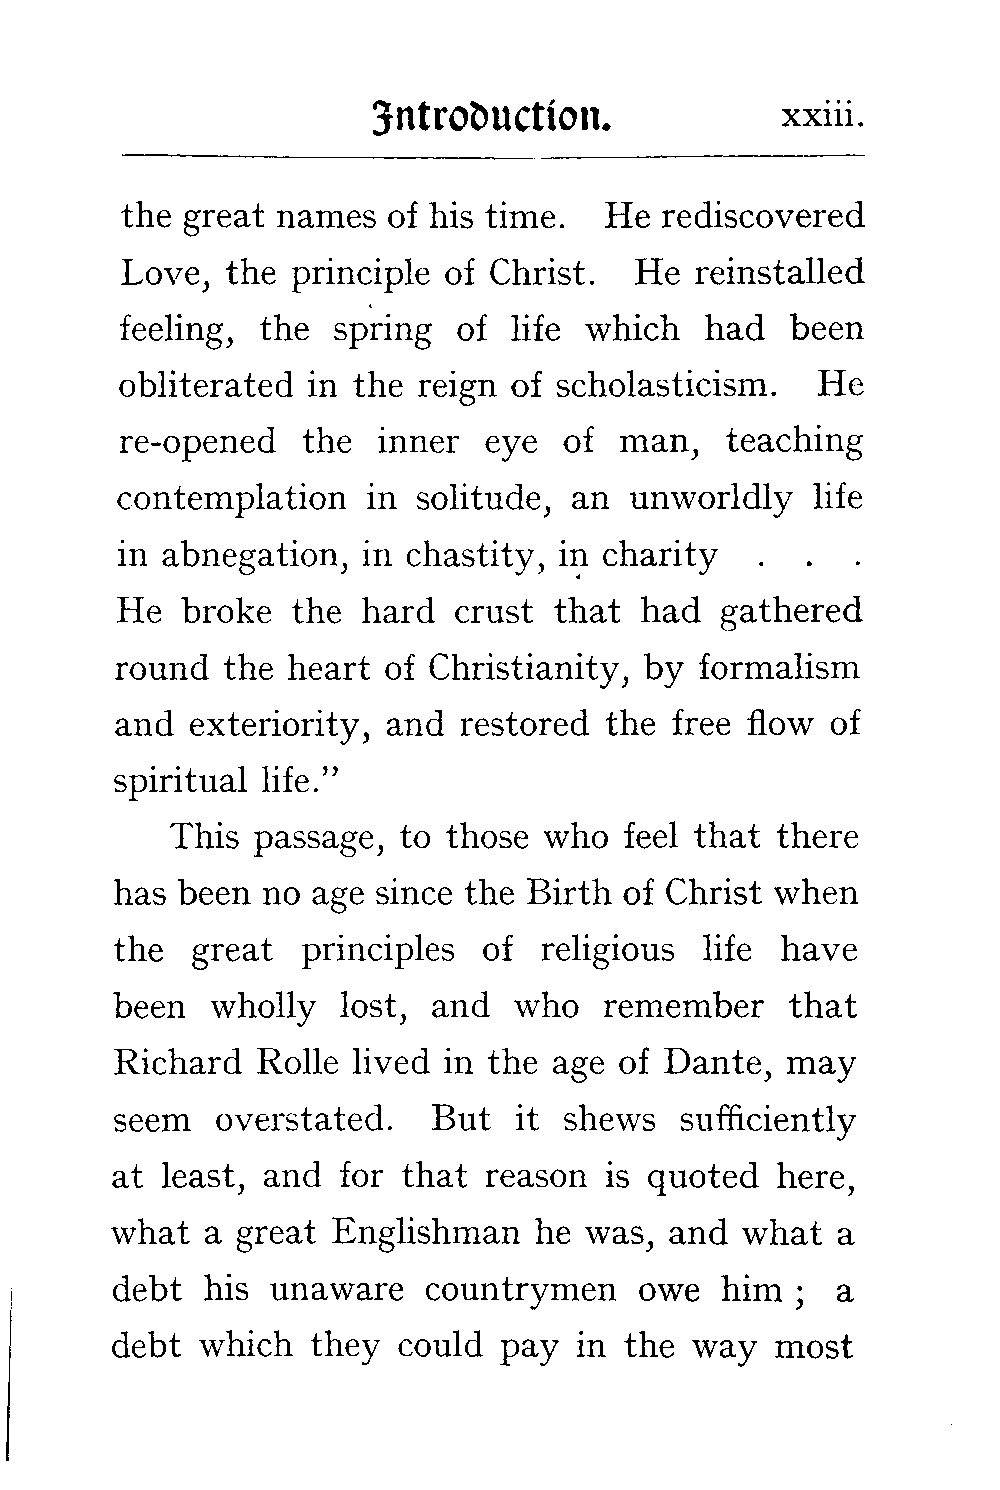 Introduction. xxiii.
the great names of his time. He rediscovered
Love, the principle of Christ. He reinstalled
feeling, the spring of life which had been
obliterated in the reign of scholasticism. He
re-opened the inner eye of man, teaching
contemplation in solitude, an unworldly life
in abnegation, in chastity, in charity . . .
He broke the hard crust that had gathered
round the heart of Christianity, by formalism
and exteriority, and restored the free flow of
spiritual life.”
This passage, to those who feel that there
has been no age since the Birth of Christ when
the great principles of religious life have
been wholly lost, and who remember that
Richard Rolle lived in the age of Dante, may
seem overstated. But it shews sufficiently
at least, and for that reason is quoted here,
what a great Englishman he was, and what a
debt his unaware countrymen owe him ; a
debt which they could pay in the way most